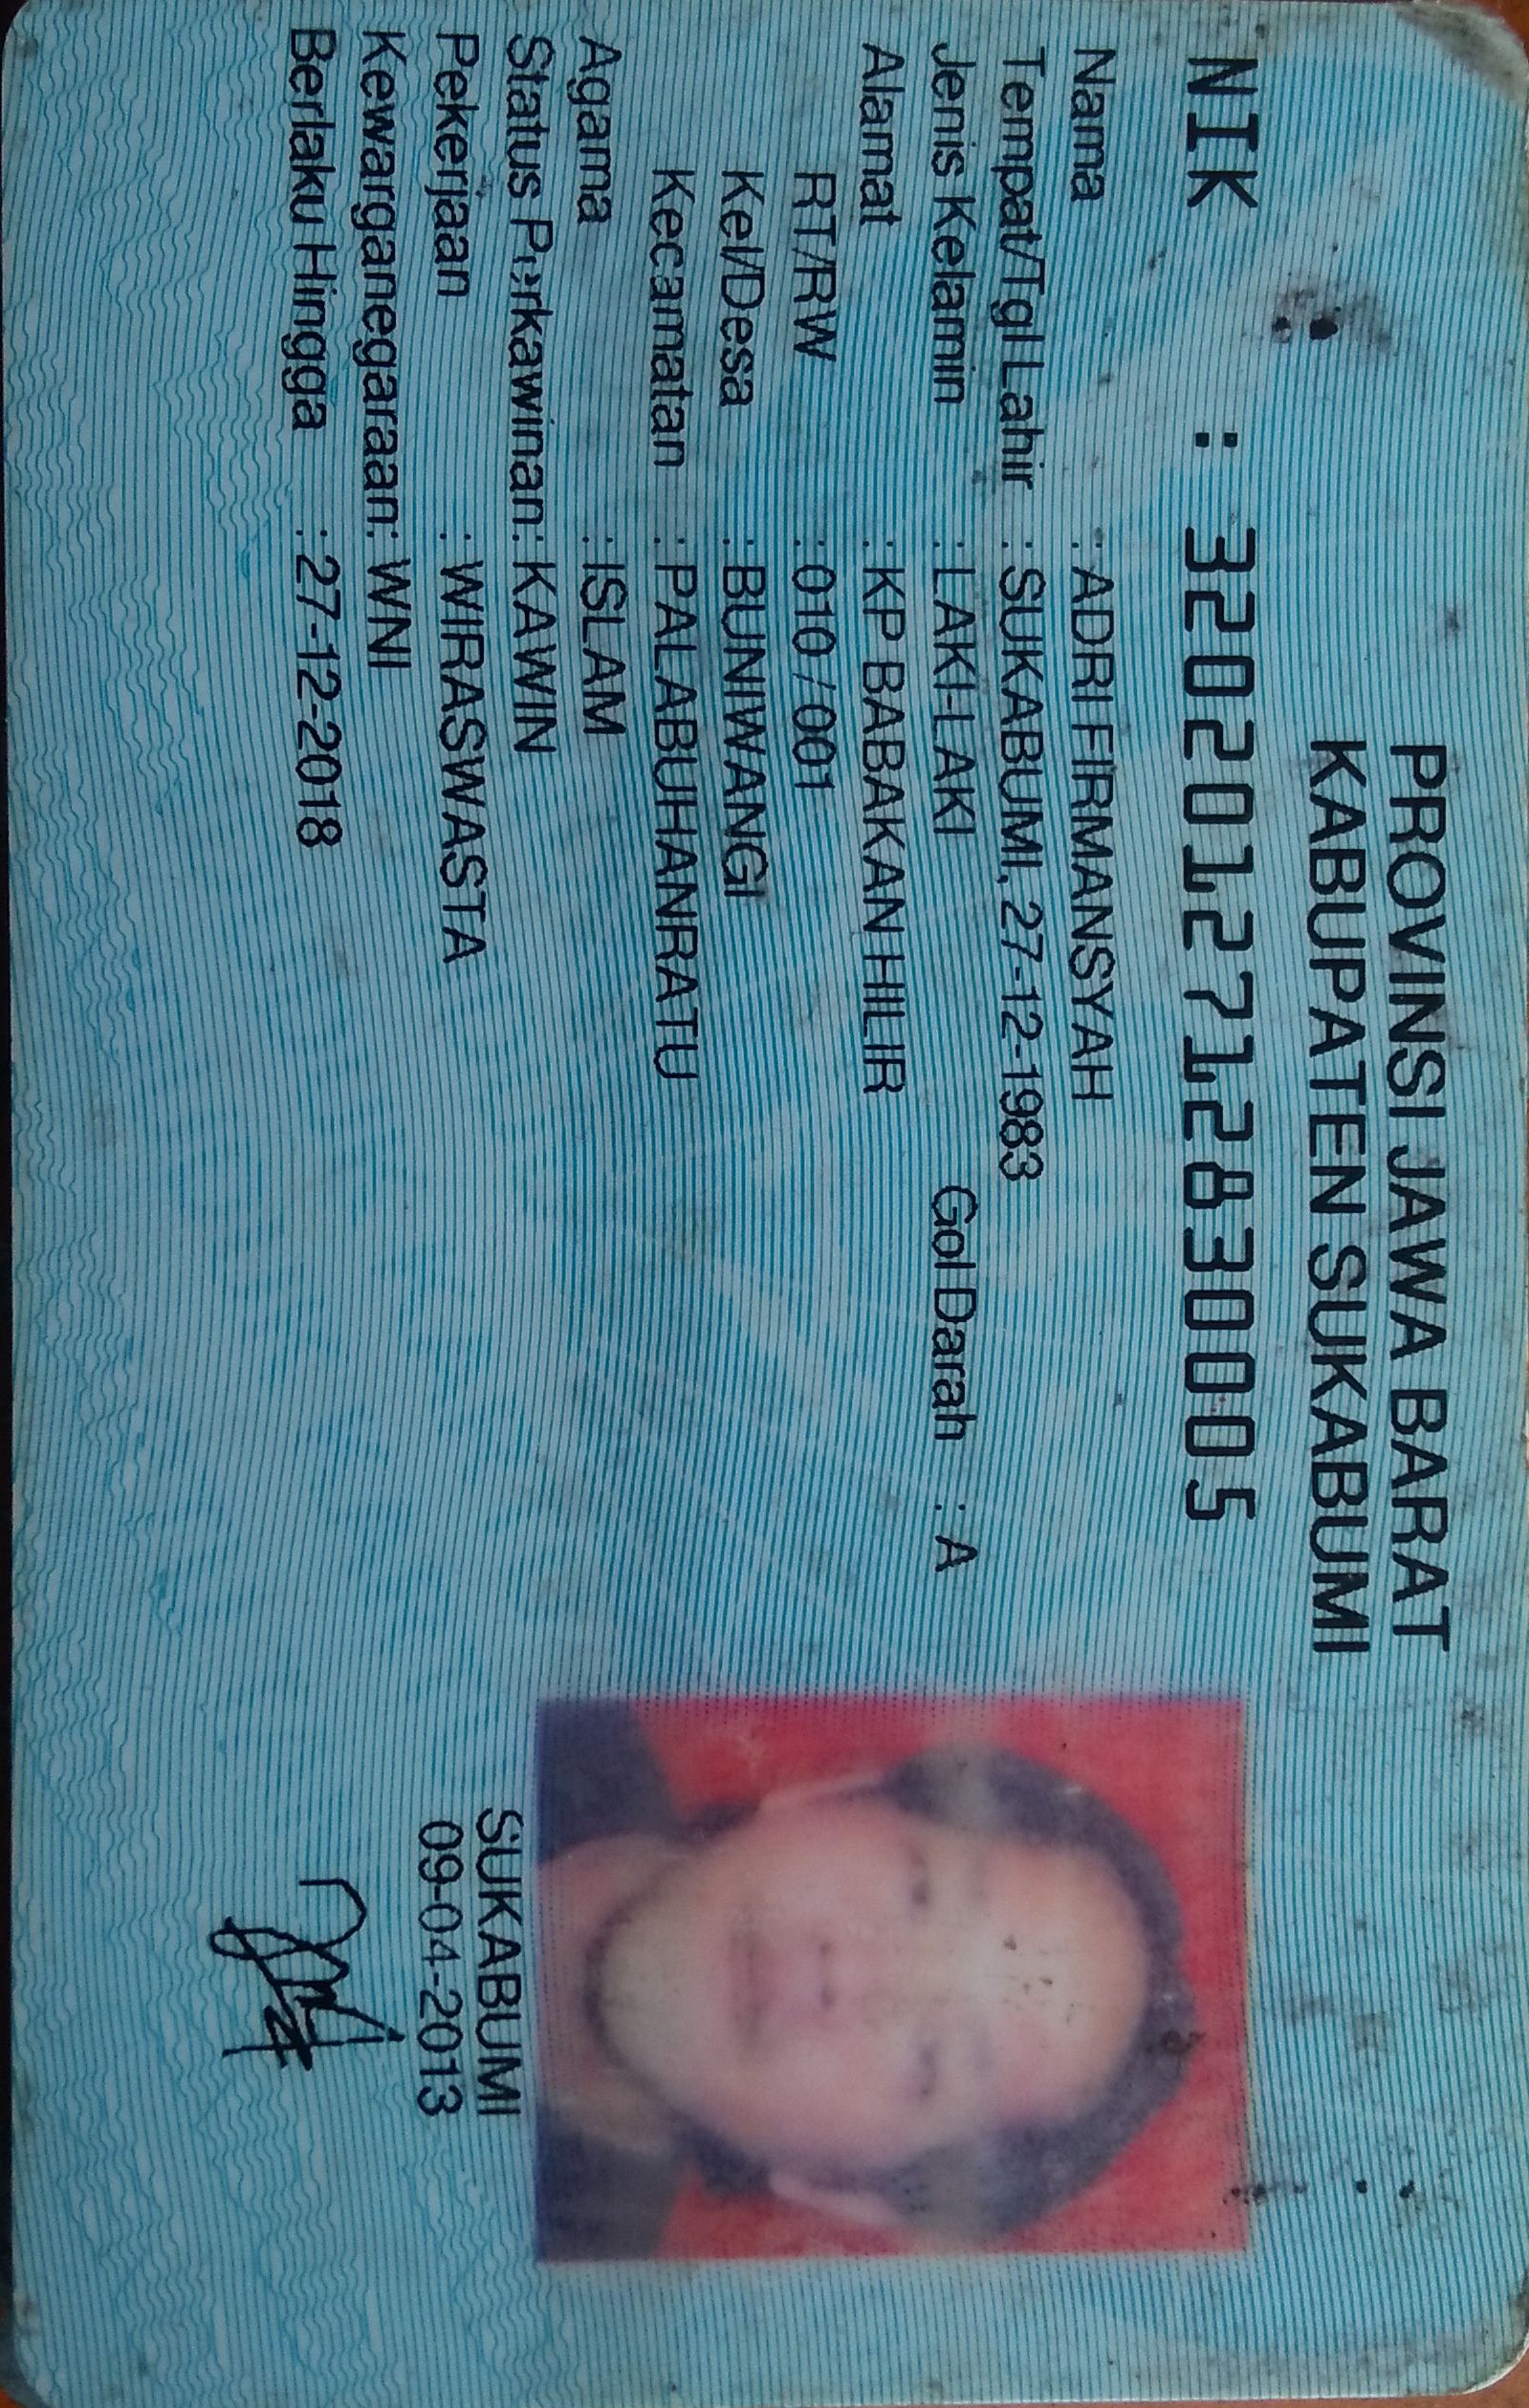 PROVINSI JAWA BARAT
KABUPATEN SUKABUMI
NIK : 3202012712830005
Nama : ADRI FIRMANSYAH
Tempat/Tgl Lahir : SUKABUMI, 27-12-1983
Jenis Kelamin : LAKI-LAKI Gol Darah : A
Alamat : KP BABAKAN HILIR
RT/RW : 010 / 001
Kel/Desa : BUNIWANGI
Kecamatan : PALABUHANRATU
Agama : ISLAM
Status Perkawinan: KAWIN
Pekerjaan : WIRASWASTA
Kewarganegaraan: WNI
Berlaku Hingga : 27-12-2018
SUKABUMI
09-04-2013